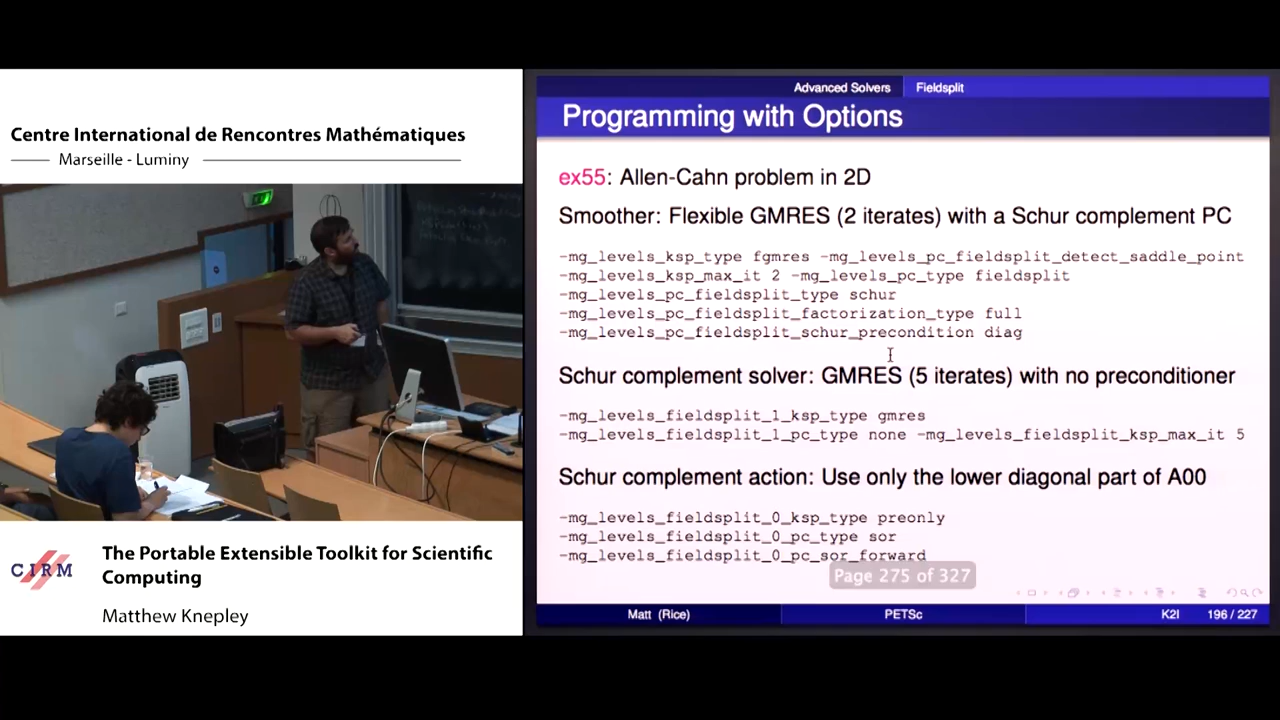 Centre International de Rencontres Mathématiques
Marseille - Luminy
CIRM
The Portable Extensible Toolkit for Scientific
Computing
Matthew Knepley
Advanced Solvers
Fieldsplit
Programming with Options
ex55: Allen-Cahn problem in 2D
Smoother: Flexible GMRES (2 iterates) with a Schur complement PC
-mg_levels_ksp_type fgmres -mg_levels_pc_fieldsplit_detect_saddle_point
-mg_levels_ksp_max_it 2 -mg_levels_pc_type fieldsplit
-mg_levels_pc_fieldsplit_type schur
-mg_levels_pc_fieldsplit_factorization_type full
-mg_levels_pc_fieldsplit_schur_precondition diag
Schur complement solver: GMRES (5 iterates) with no preconditioner
-mg_levels_fieldsplit_1_ksp_type gmres
-mg_levels_fieldsplit_1_pc_type none -mg_levels_fieldsplit_ksp_max_it 5
Schur complement action: Use only the lower diagonal part of A00
-mg_levels_fieldsplit_0_ksp_type preonly
-mg_levels_fieldsplit_0_pc_type sor
-mg_levels_fieldsplit_0_pc_sor_forward
Page 275 of 327
Matt (Rice)
PETSc
K2I
196 / 227